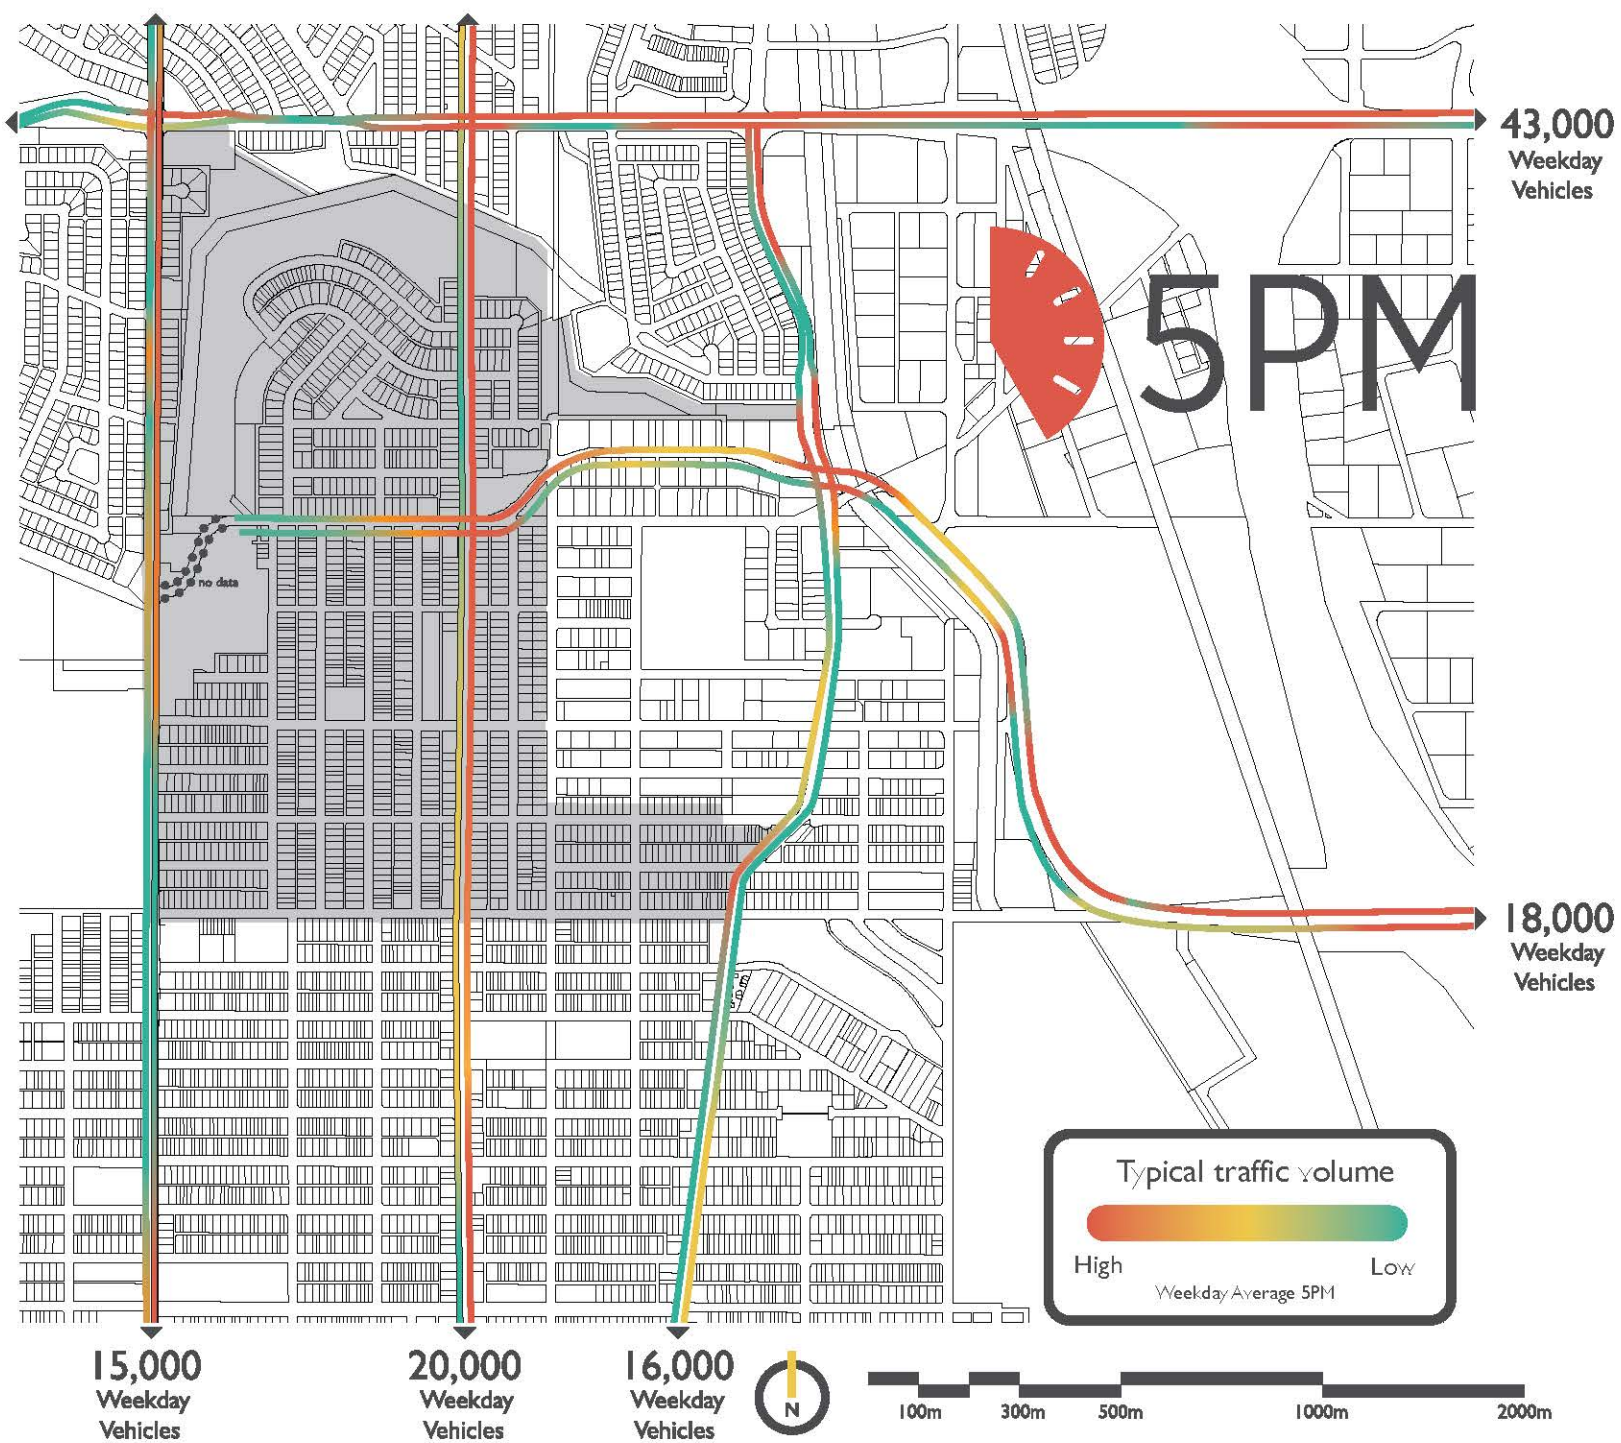 43,000
Weekday
Vehicles
5PM
no data
18,000
Weekday
Vehicles
Typical traffic volume
High
Low
Weekday Average 5PM
15,000
Weekday
Vehicles
20,000
Weekday
Vehicles
16,000
Weekday
Vehicles
N
100m
300m
500m
1000m
2000m